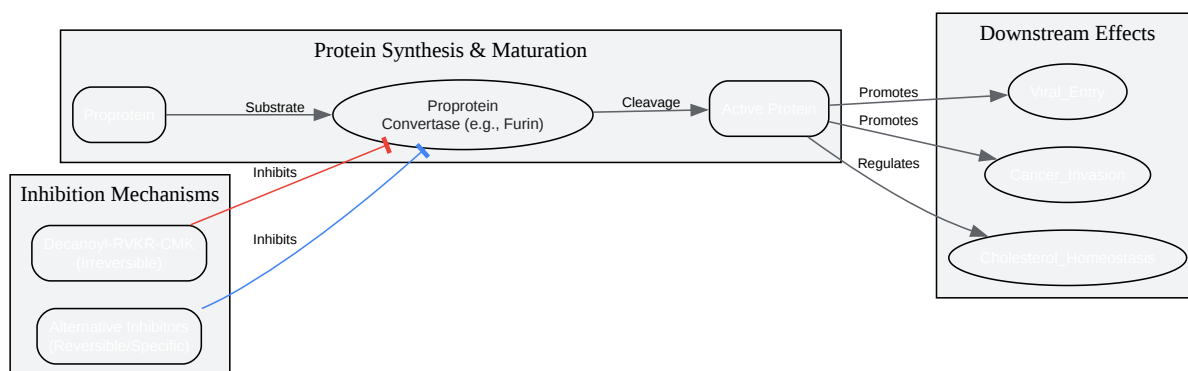 Protein Synthesis & Maturation
Proprotein
Substrate
Proprotein
Convertase (e.g., Furin)
Cleavage
Active Protein
Inhibition Mechanisms
Decanoyl-RVKR-CMK
(Irreversible)
Alternative Inhibitors
(Reversible/Specific)
Inhibits
Inhibits
Downstream Effects
Promotes
Viral_Entry
Promotes
Cancer_Invasion
Regulates
Cholesterol_Homeostasis